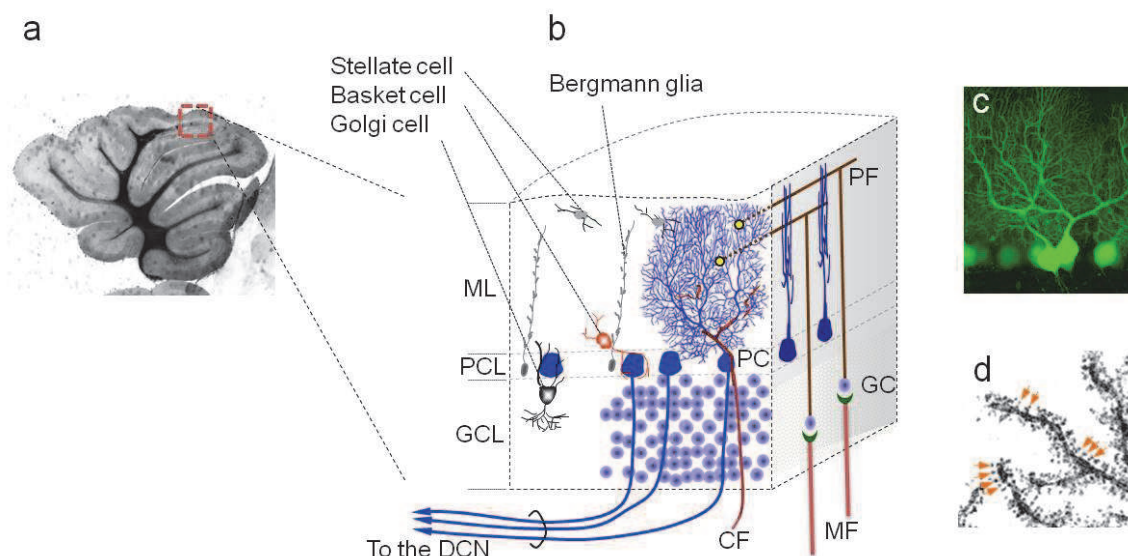 a
b
Stellate cell
Basket cell
Golgi cell
Bergmann glia
c
PF
ML
PCL
PC
GC
d
GCL
To the DCN
CF
MF